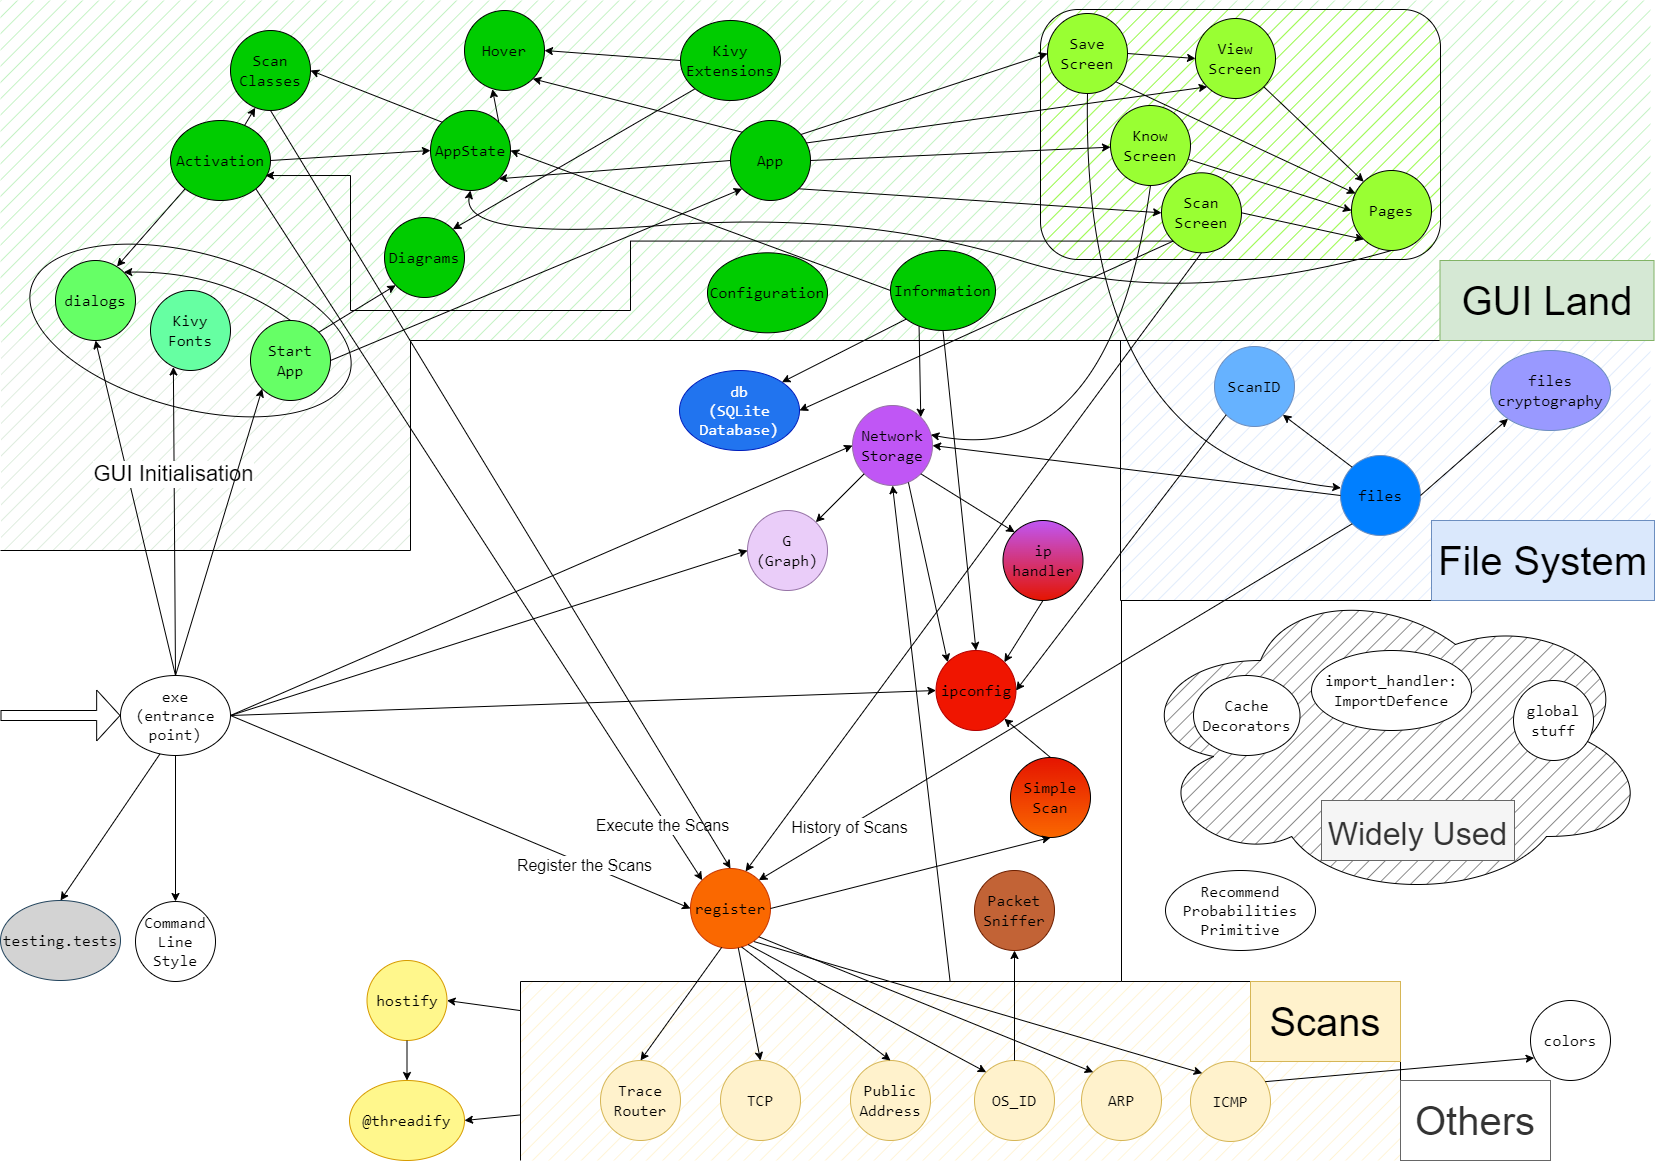 Scan
Classes
Hover
Kivy
Extensions
Save
Screen
View
Screen
Activation
AppState
App
Know
Screen
Scan
Screen
Pages
Diagrams
dialogs
Kivy
Fonts
Start
App
Configuration
Information
GUI Land
GUI Initialisation
db
(SQLite
Database)
Network
Storage
ScanID
files
cryptography
files
File System
G
(Graph)
ip
handler
ipconfig
exe
(entrance
point)
Cache
Decorators
import_handler:
ImportDefence
global
stuff
Widely Used
Simple
Scan
Execute the Scans
History of Scans
Register the Scans
register
Packet
Sniffer
Recommend
Probabilities
Primitive
testing.tests
Command
Line
Style
hostify
@threadify
Scans
Trace
Router
TCP
Public
Address
OS_ID
ARP
ICMP
colors
Others